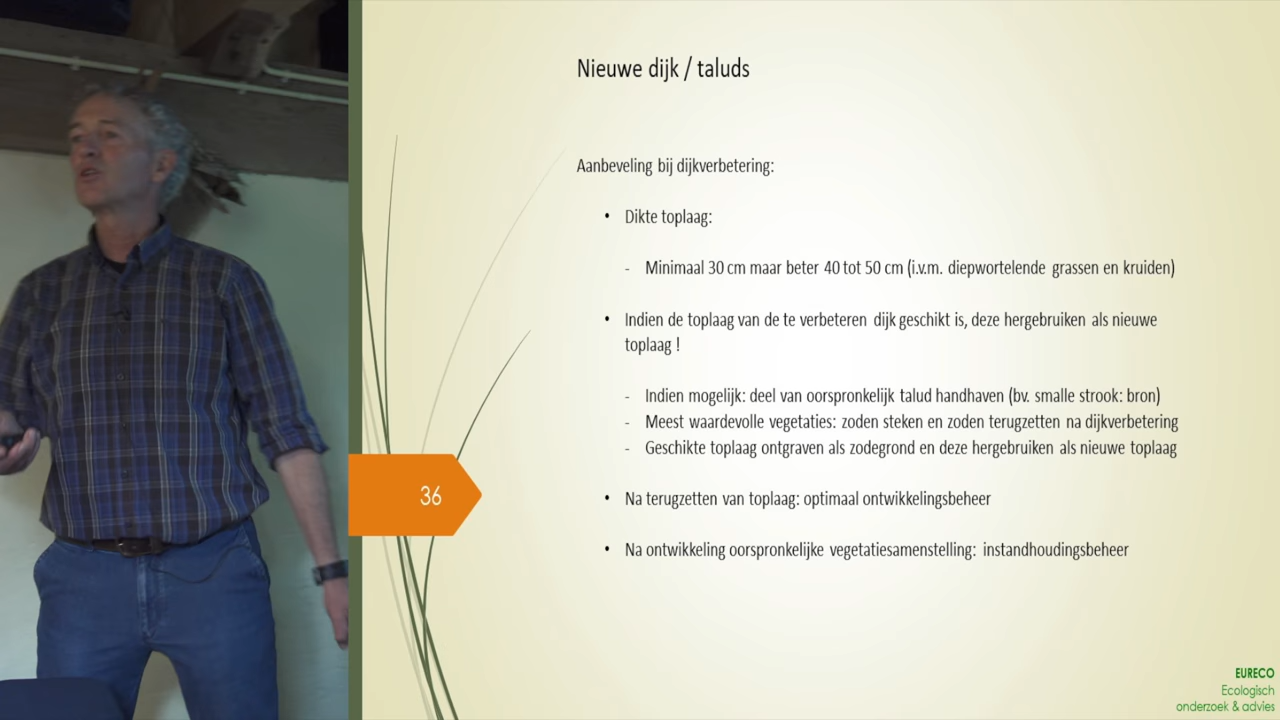 Nieuwe dijk / taluds
Aanbeveling bij dijkverbetering:
• Dikte toplaag:
- Minimaal 30 cm maar beter 40 tot 50 cm (i.v.m. diepwortelende grassen en kruiden)
• Indien de toplaag van de te verbeteren dijk geschikt is, deze hergebruiken als nieuwe
toplaag !
- Indien mogelijk: deel van oorspronkelijk talud handhaven (bv. smalle strook: bron)
- Meest waardevolle vegetaties: zoden steken en zoden terugzetten na dijkverbetering
- Geschikte toplaag ontgraven als zodegrond en deze hergebruiken als nieuwe toplaag
36
• Na terugzetten van toplaag: optimaal ontwikkelingsbeheer
• Na ontwikkeling oorspronkelijke vegetatiesamenstelling: instandhoudingsbeheer
EURECO
Ecologisch
onderzoek & advies